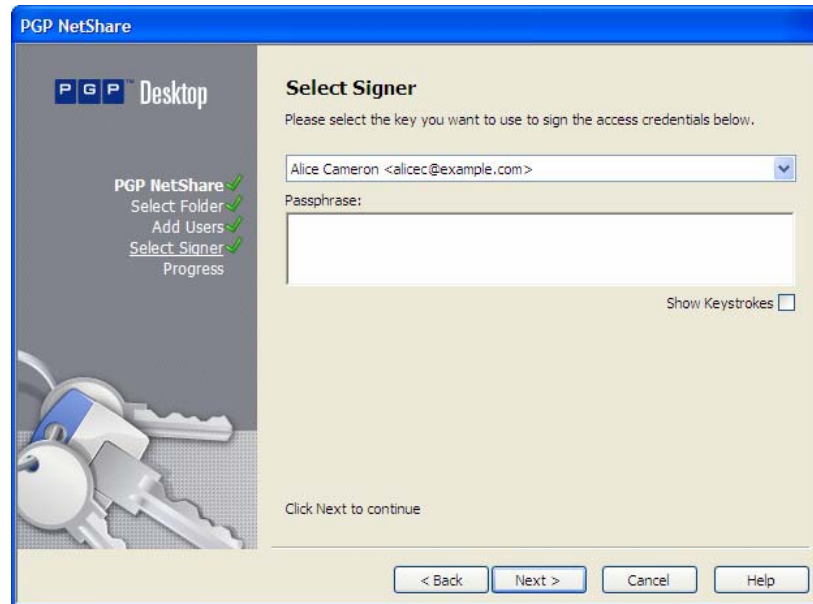 PGP NetShare
PGP™ Desktop
PGP NetShare
Select Folder
Add Users
Select Signer
Progress
Select Signer
Please select the key you want to use to sign the access credentials below.
Alice Cameron <alicec@example.com>
Passphrase:
Show Keystrokes
Click Next to continue
< Back
Next >
Cancel
Help